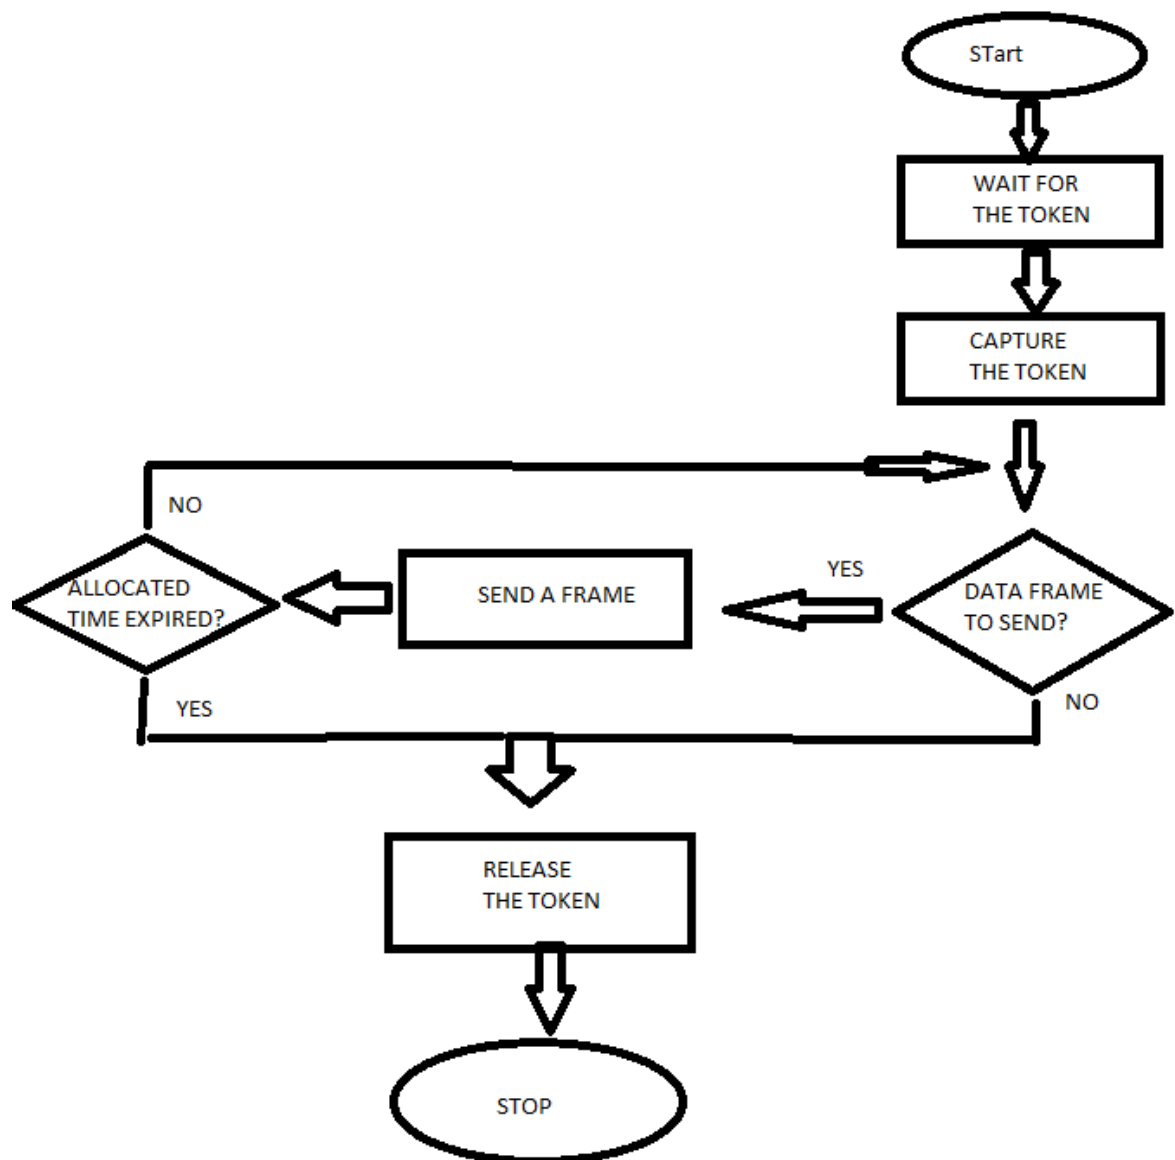 STart
WAIT FOR
THE TOKEN
CAPTURE
THE TOKEN
NO
ALLOCATED
TIME EXPIRED?
SEND A FRAME
YES
DATA FRAME
TO SEND?
YES
NO
RELEASE
THE TOKEN
STOP